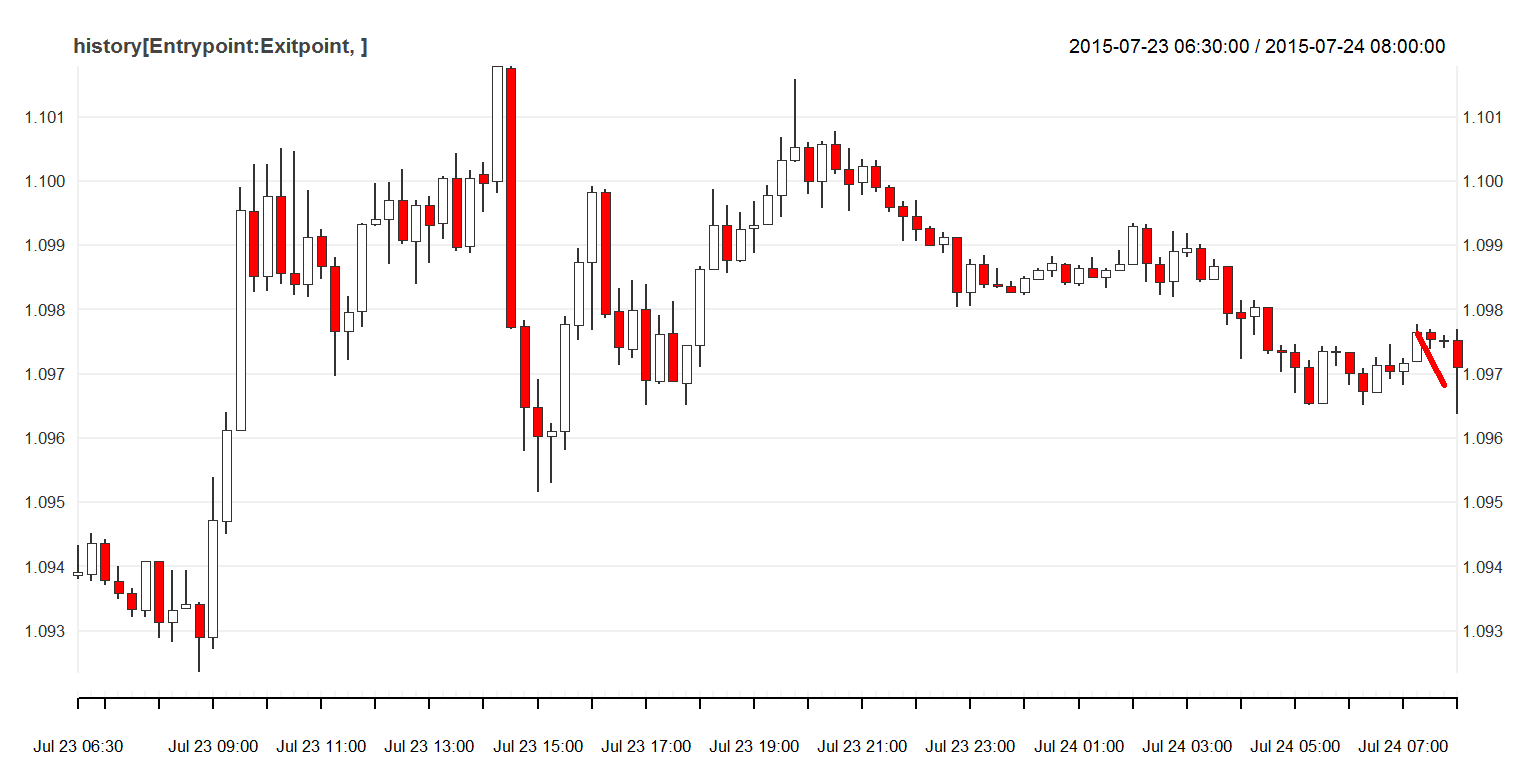 history[Entrypoint:Exitpoint, ]
2015-07-23 06:30:00 / 2015-07-24 08:00:00
1.101
1.101
1.100
1.100
1.099
1.099
1.098
1.098
1.097
1.097
1.096
1.096
1.095
1.095
1.094
1.094
1.093
1.093
Jul 23 06:30
Jul 23 09:00
Jul 23 11:00
Jul 23 13:00
Jul 23 15:00
Jul 23 17:00
Jul 23 19:00
Jul 23 21:00
Jul 23 23:00
Jul 24 01:00
Jul 24 03:00
Jul 24 05:00
Jul 24 07:00